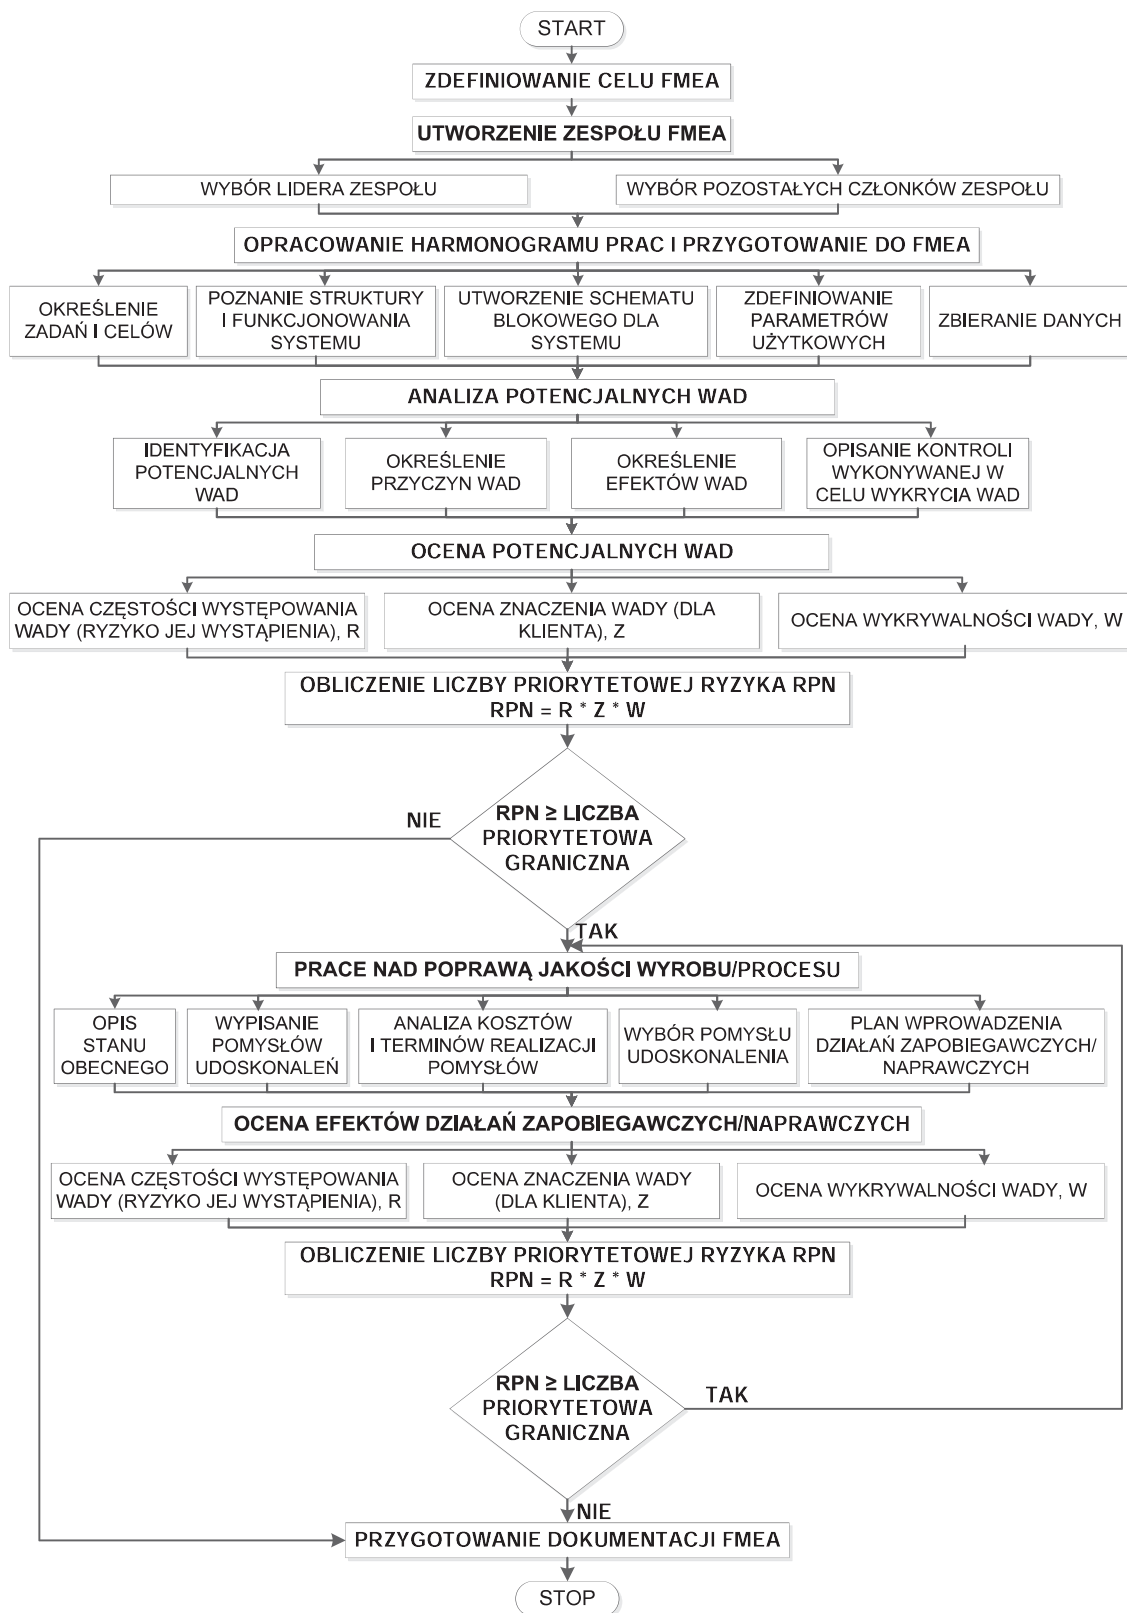 START
ZDEFINIOWANIE CELU FMEA
UTWORZENIE ZESPOŁU FMEA
WYBÓR LIDERA ZESPOŁU
WYBÓR POZOSTAŁYCH CZŁONKÓW ZESPOŁU
OPRACOWANIE HARMONOGRAMU PRAC I PRZYGOTOWANIE DO FMEA
OKREŚLENIE
ZADAŃ I CELÓW
POZNANIE STRUKTURY
I FUNKCJONOWANIA
SYSTEMU
UTWORZENIE SCHEMATU
BLOKOWEGO DLA
SYSTEMU
ZDEFINIOWANIE
PARAMETRÓW
UŻYTKOWYCH
ZBIERANIE DANYCH
ANALIZA POTENCJALNYCH WAD
IDENTYFIKACJA
POTENCJALNYCH
WAD
OKREŚLENIE
PRZYCZYN WAD
OKREŚLENIE
EFEKTÓW WAD
OPISANIE KONTROLI
WYKONYWANEJ W
CELU WYKRYCIA WAD
OCENA POTENCJALNYCH WAD
OCENA CZĘSTOŚCI WYSTĘPOWANIA
WADY (RYZYKO JEJ WYSTĄPIENIA), R
OCENA ZNACZENIA WADY (DLA
KLIENTA), Z
OCENA WYKRYWALNOŚCI WADY, W
OBLICZENIE LICZBY PRIORYTETOWEJ RYZYKA RPN
RPN = R * Z * W
RPN ≥ LICZBA
PRIORYTETOWA
GRANICZNA
NIE
TAK
PRACE NAD POPRAWĄ JAKOŚCI WYROBU/PROCESU
OPIS
STANU
OBECNEGO
WYPISANIE
POMYSŁÓW
UDOSKONALEŃ
ANALIZA KOSZTÓW
I TERMINÓW REALIZACJI
POMYSŁÓW
WYBÓR POMYSŁU
UDOSKONALENIA
PLAN WPROWADZENIA
DZIAŁAŃ ZAPOBIEGAWCZYCH/
NAPRAWCZYCH
OCENA EFEKTÓW DZIAŁAŃ ZAPOBIEGAWCZYCH/NAPRAWCZYCH
OCENA CZĘSTOŚCI WYSTĘPOWANIA
WADY (RYZYKO JEJ WYSTĄPIENIA), R
OCENA ZNACZENIA WADY
(DLA KLIENTA), Z
OCENA WYKRYWALNOŚCI WADY, W
OBLICZENIE LICZBY PRIORYTETOWEJ RYZYKA RPN
RPN = R * Z * W
RPN ≥ LICZBA
PRIORYTETOWA
GRANICZNA
TAK
NIE
PRZYGOTOWANIE DOKUMENTACJI FMEA
STOP